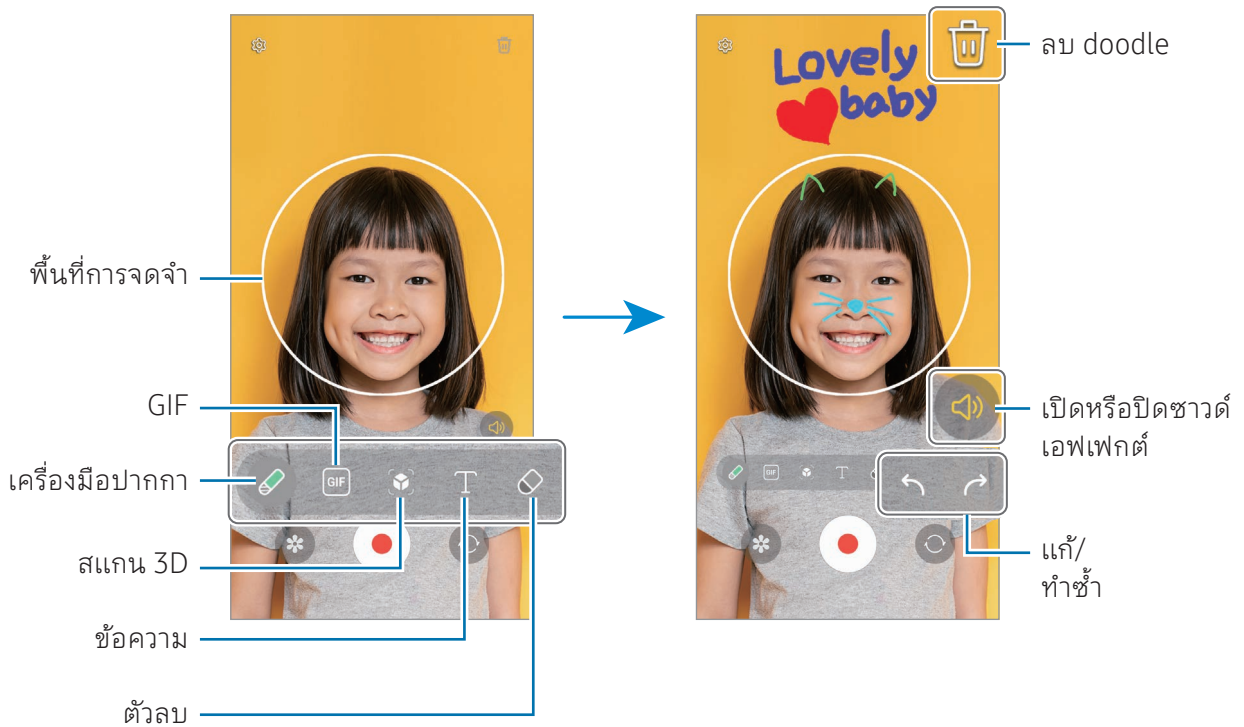 ลบ doodle
Lovely
baby
พื้นที่การจดจำ
GIF
เครื่องมือปากกา
GIF
T
สแกน 3D
ข้อความ
ตัวลบ
GIF
T
เปิดหรือปิดซาวด์
เอฟเฟกต์
แก้/
ทำซ้ำ